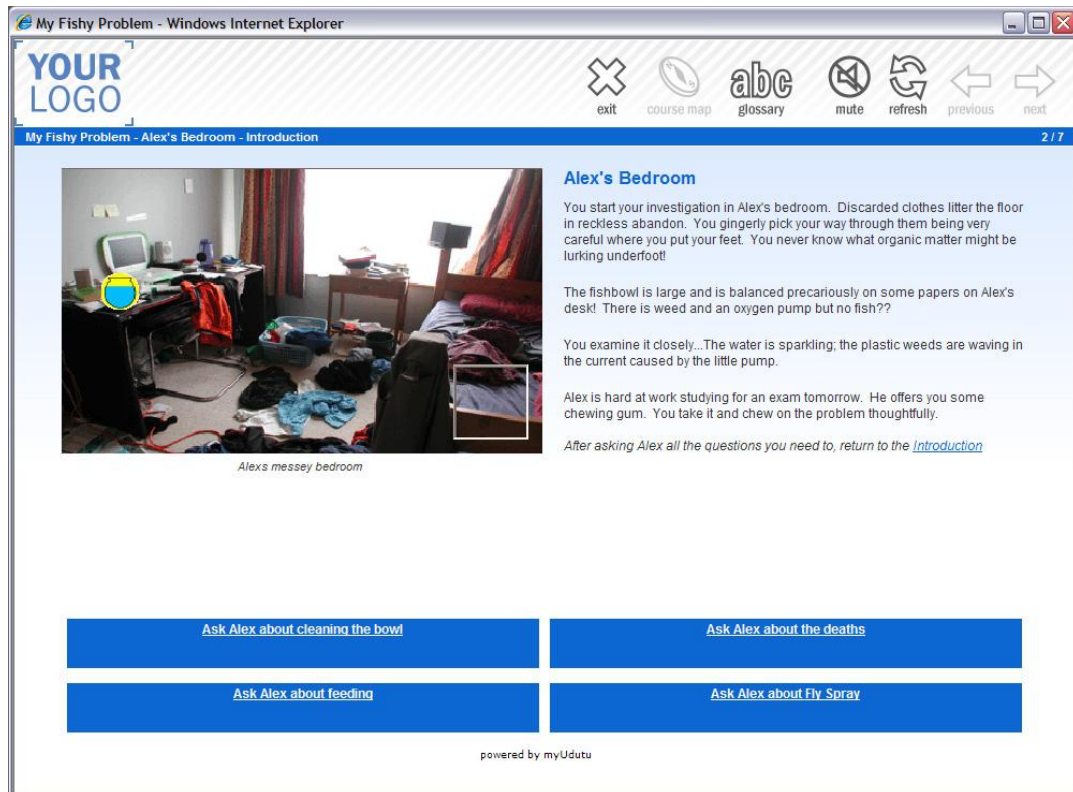 My Fishy Problem - Windows Internet Explorer
YOUR
LOGO
exit
course map
abc
glossary
mute
refresh
previous
next
My Fishy Problem - Alex's Bedroom - Introduction
2 / 7
Alex's Bedroom
You start your investigation in Alex's bedroom. Discarded clothes litter the floor
in reckless abandon. You gingerly pick your way through them being very
careful where you put your feet. You never know what organic matter might be
lurking underfoot!
The fishbowl is large and is balanced precariously on some papers on Alex's
desk! There is weed and an oxygen pump but no fish??
You examine it closely...The water is sparkling; the plastic weeds are waving in
the current caused by the little pump.
Alex is hard at work studying for an exam tomorrow. He offers you some
chewing gum. You take it and chew on the problem thoughtfully.
After asking Alex all the questions you need to, return to the Introduction
Alexs messey bedroom
Ask Alex about cleaning the bowl
Ask Alex about the deaths
Ask Alex about feeding
Ask Alex about Fly Spray
powered by myUdutu